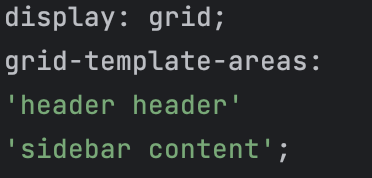 display: grid;
grid-template-areas:
'header header'
'sidebar content';